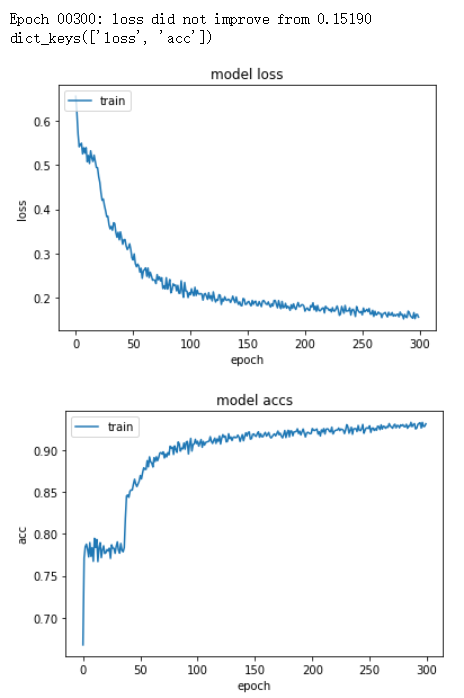 Epoch 00300: loss did not improve from 0.15190
dict_keys(['loss', 'acc'])
model loss
train
0.6
0.5
0.4
0.3
0.2
loss
0 50 100 150 200 250 300
epoch
model accs
train
0.90
0.85
0.80
0.75
0.70
acc
0 50 100 150 200 250 300
epoch